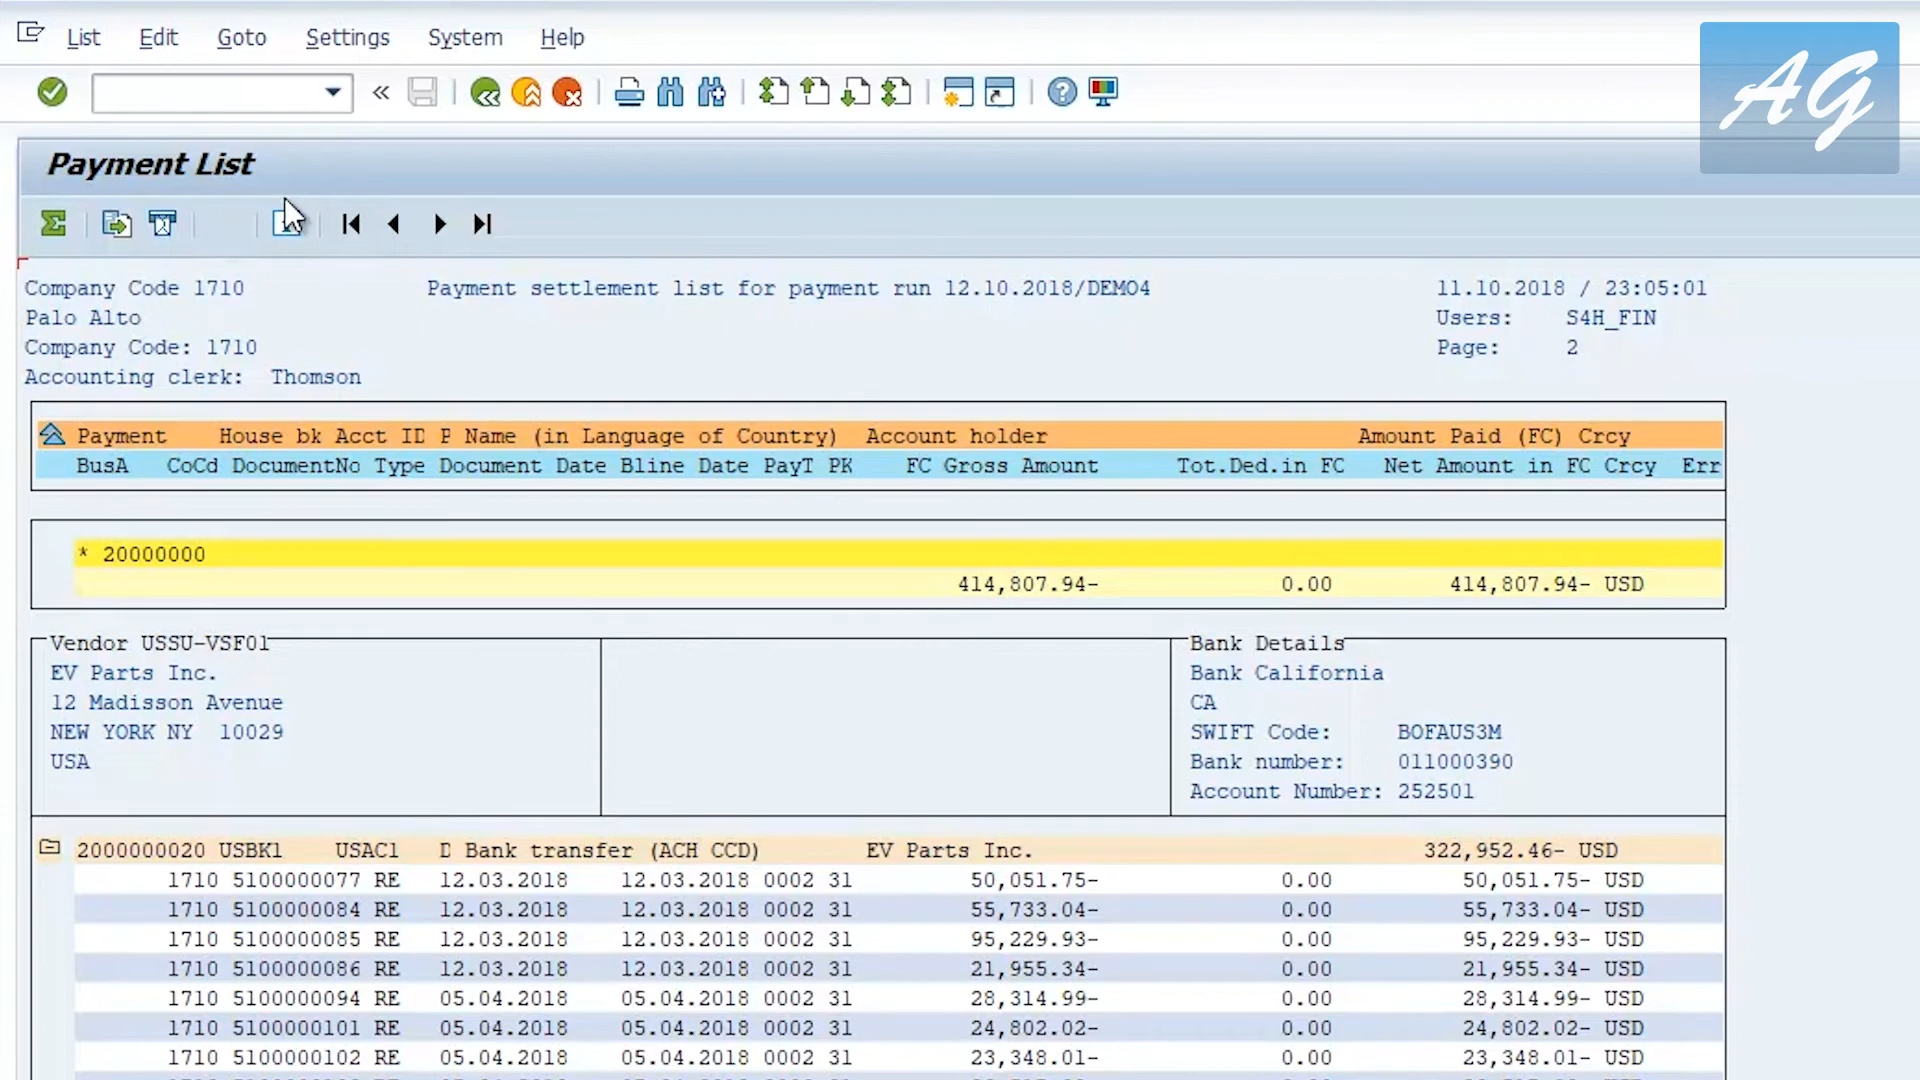 List Edit Goto Settings System Help
AG
Payment List
Company Code 1710 Payment settlement list for payment run 12.10.2018/DEMO4 11.10.2018 / 23:05:01
Palo Alto Users: S4H_FIN
Company Code: 1710 Page: 2
Accounting clerk: Thomson
Payment House bk Acct ID P Name (in Language of Country) Account holder Amount Paid (FC) Crcy
BusA CoCd DocumentNo Type Document Date Bline Date PayT PK FC Gross Amount Tot.Ded.in FC Net Amount in FC Crcy Err
* 20000000
414,807.94- 0.00 414,807.94- USD
Vendor USSU-VSF01 Bank Details
EV Parts Inc. Bank California
12 Madisson Avenue CA
NEW YORK NY 10029 SWIFT Code: BOFAUS3M
USA Bank number: 011000390
Account Number: 252501
2000000020 USBK1 USAC1 D Bank transfer (ACH CCD) EV Parts Inc. 322,952.46- USD
1710 5100000077 RE 12.03.2018 12.03.2018 0002 31 50,051.75- 0.00 50,051.75- USD
1710 5100000084 RE 12.03.2018 12.03.2018 0002 31 55,733.04- 0.00 55,733.04- USD
1710 5100000085 RE 12.03.2018 12.03.2018 0002 31 95,229.93- 0.00 95,229.93- USD
1710 5100000086 RE 12.03.2018 12.03.2018 0002 31 21,955.34- 0.00 21,955.34- USD
1710 5100000094 RE 05.04.2018 05.04.2018 0002 31 28,314.99- 0.00 28,314.99- USD
1710 5100000101 RE 05.04.2018 05.04.2018 0002 31 24,802.02- 0.00 24,802.02- USD
1710 5100000102 RE 05.04.2018 05.04.2018 0002 31 23,348.01- 0.00 23,348.01- USD